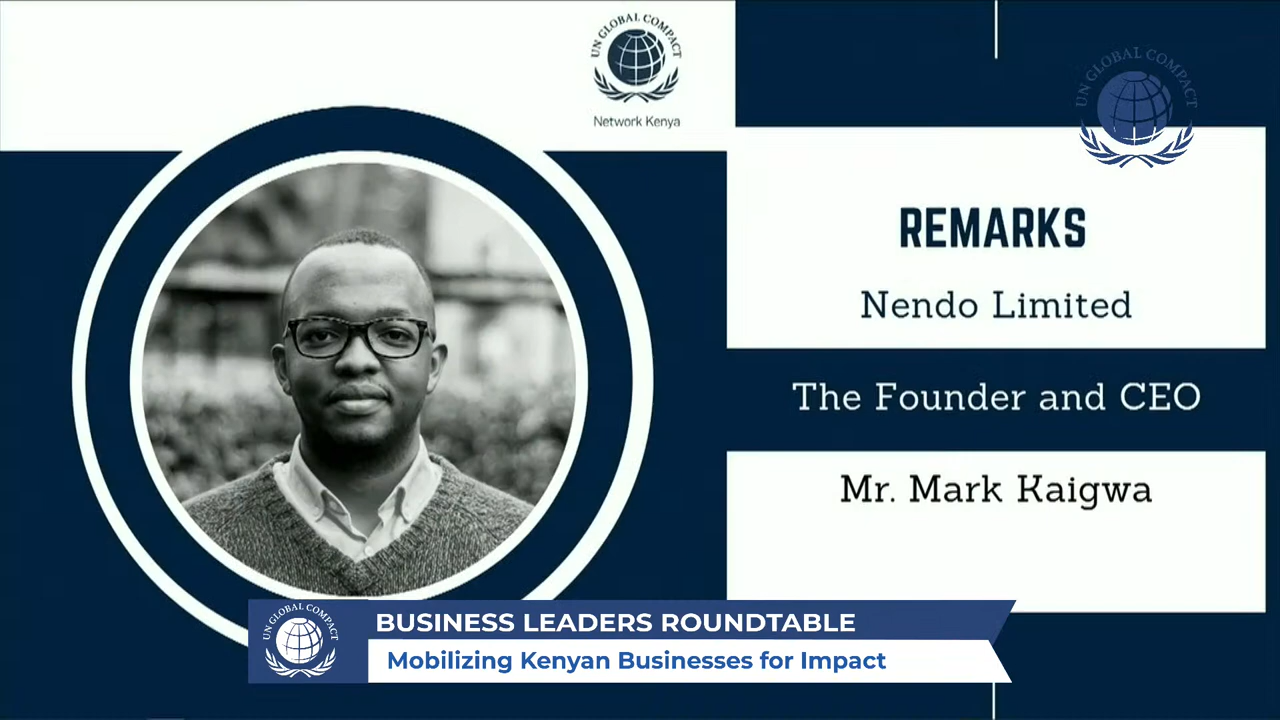 UN GLOBAL COMPACT
Network Kenya
UN GLOBAL COMPACT
REMARKS
Nendo Limited
The Founder and CEO
Mr. Mark Kaigwa
UN GLOBAL COMPACT
BUSINESS LEADERS ROUNDTABLE
Mobilizing Kenyan Businesses for Impact